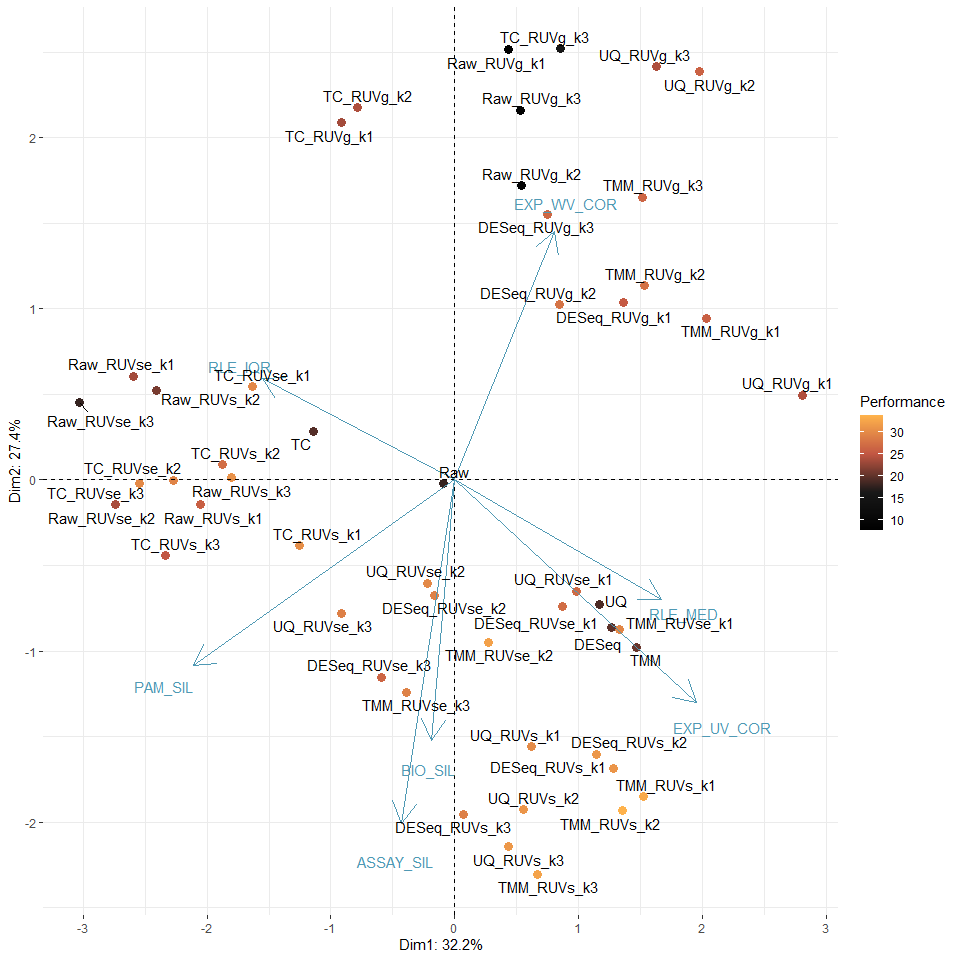 TC_RUVg_k3
Raw_RUVg_k1
UQ_RUVg_k3
UQ_RUVg_k2
TC_RUVg_k2
Raw_RUVg_k3
TC_RUVg_k1
2
Raw_RUVg_k2
TMM_RUVg_k3
EXP_WV_COR
DESeq_RUVg_k3
TMM_RUVg_k2
DESeq_RUVg_k2
1
DESeq_RUVg_k1
TMM_RUVg_k1
UQ_RUVg_k1
Raw_RUVse_k1
RLE_IQR
TC_RUVse_k1
Raw_RUVs_k2
Raw_RUVse_k3
TC
TC_RUVs_k2
TC_RUVse_k2
Raw
0
TC_RUVse_k3
Raw_RUVs_k3
Raw_RUVse_k2
Raw_RUVs_k1
TC_RUVs_k3
TC_RUVs_k1
UQ_RUVse_k2
UQ_RUVse_k1
DESeq_RUVse_k2
UQ
RLE_MED
UQ_RUVse_k3
DESeq_RUVse_k1
TMM_RUVse_k1
DESeq
-1
TMM_RUVse_k2
TMM
DESeq_RUVse_k3
PAM_SIL
TMM_RUVse_k3
EXP_UV_COR
UQ_RUVs_k1
DESeq_RUVs_k2
BIO_SIL
DESeq_RUVs_k1
TMM_RUVs_k1
UQ_RUVs_k2
-2
DESeq_RUVs_k3
TMM_RUVs_k2
ASSAY_SIL
UQ_RUVs_k3
TMM_RUVs_k3
-3
-2
-1
0
1
2
3
Dim1: 32.2%
Dim2: 27.4%
Performance
30
25
20
15
10